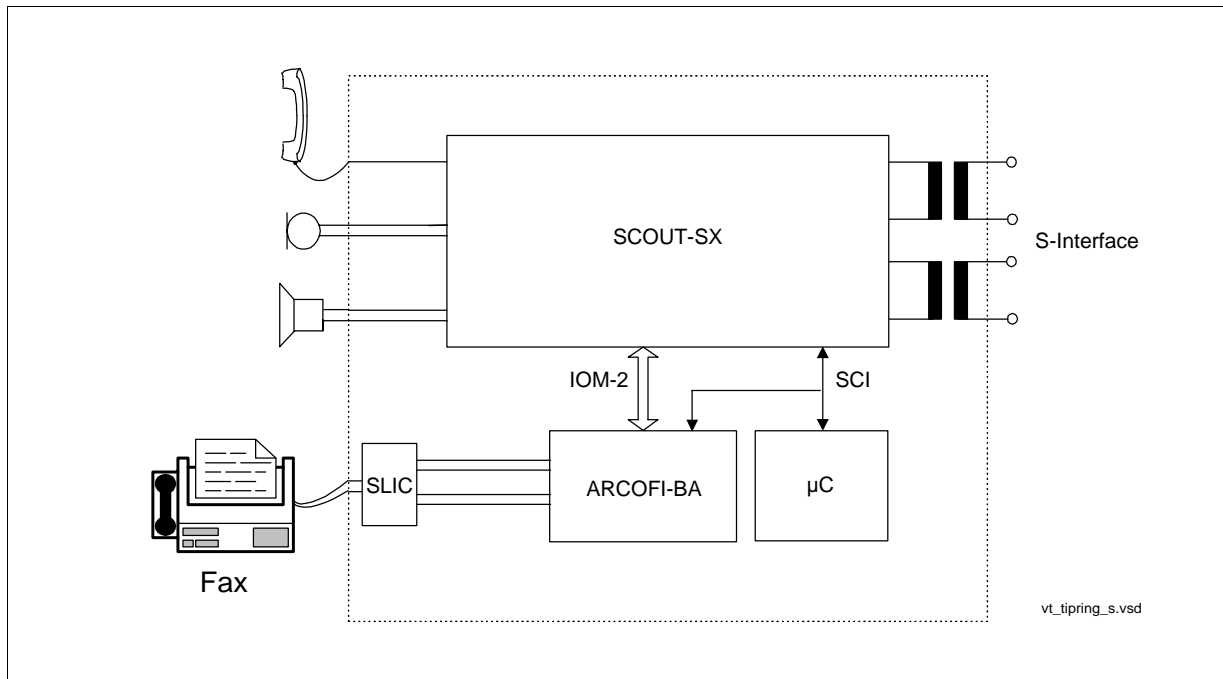 SCOUT-SX
S-Interface
IOM-2
SCI
SLIC
ARCOFI-BA
µC
Fax
vt_tipring_s.vsd